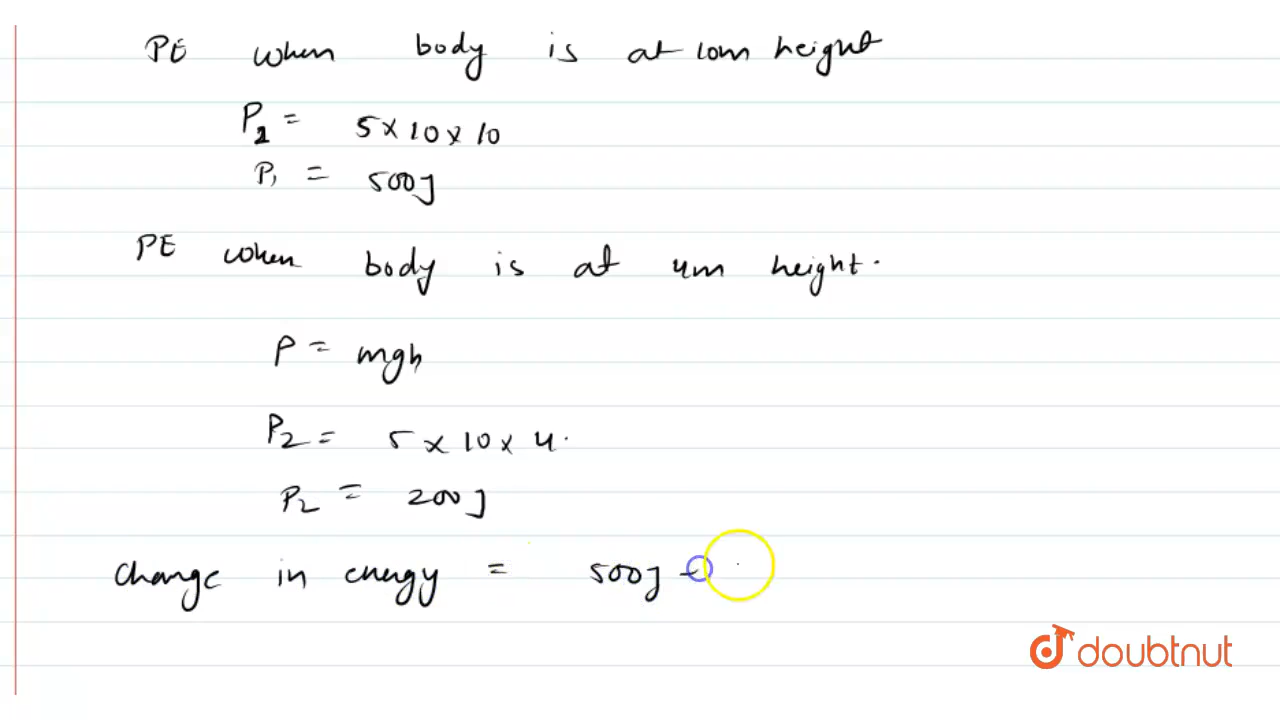 PE when body is at 10m height
P1 = 5 × 10 × 10
P1 = 500J
PE when body is at 4m height.
P = mgh
P2 = 5 × 10 × 4.
P2 = 200J
Change in energy = 500J -
doubtnut